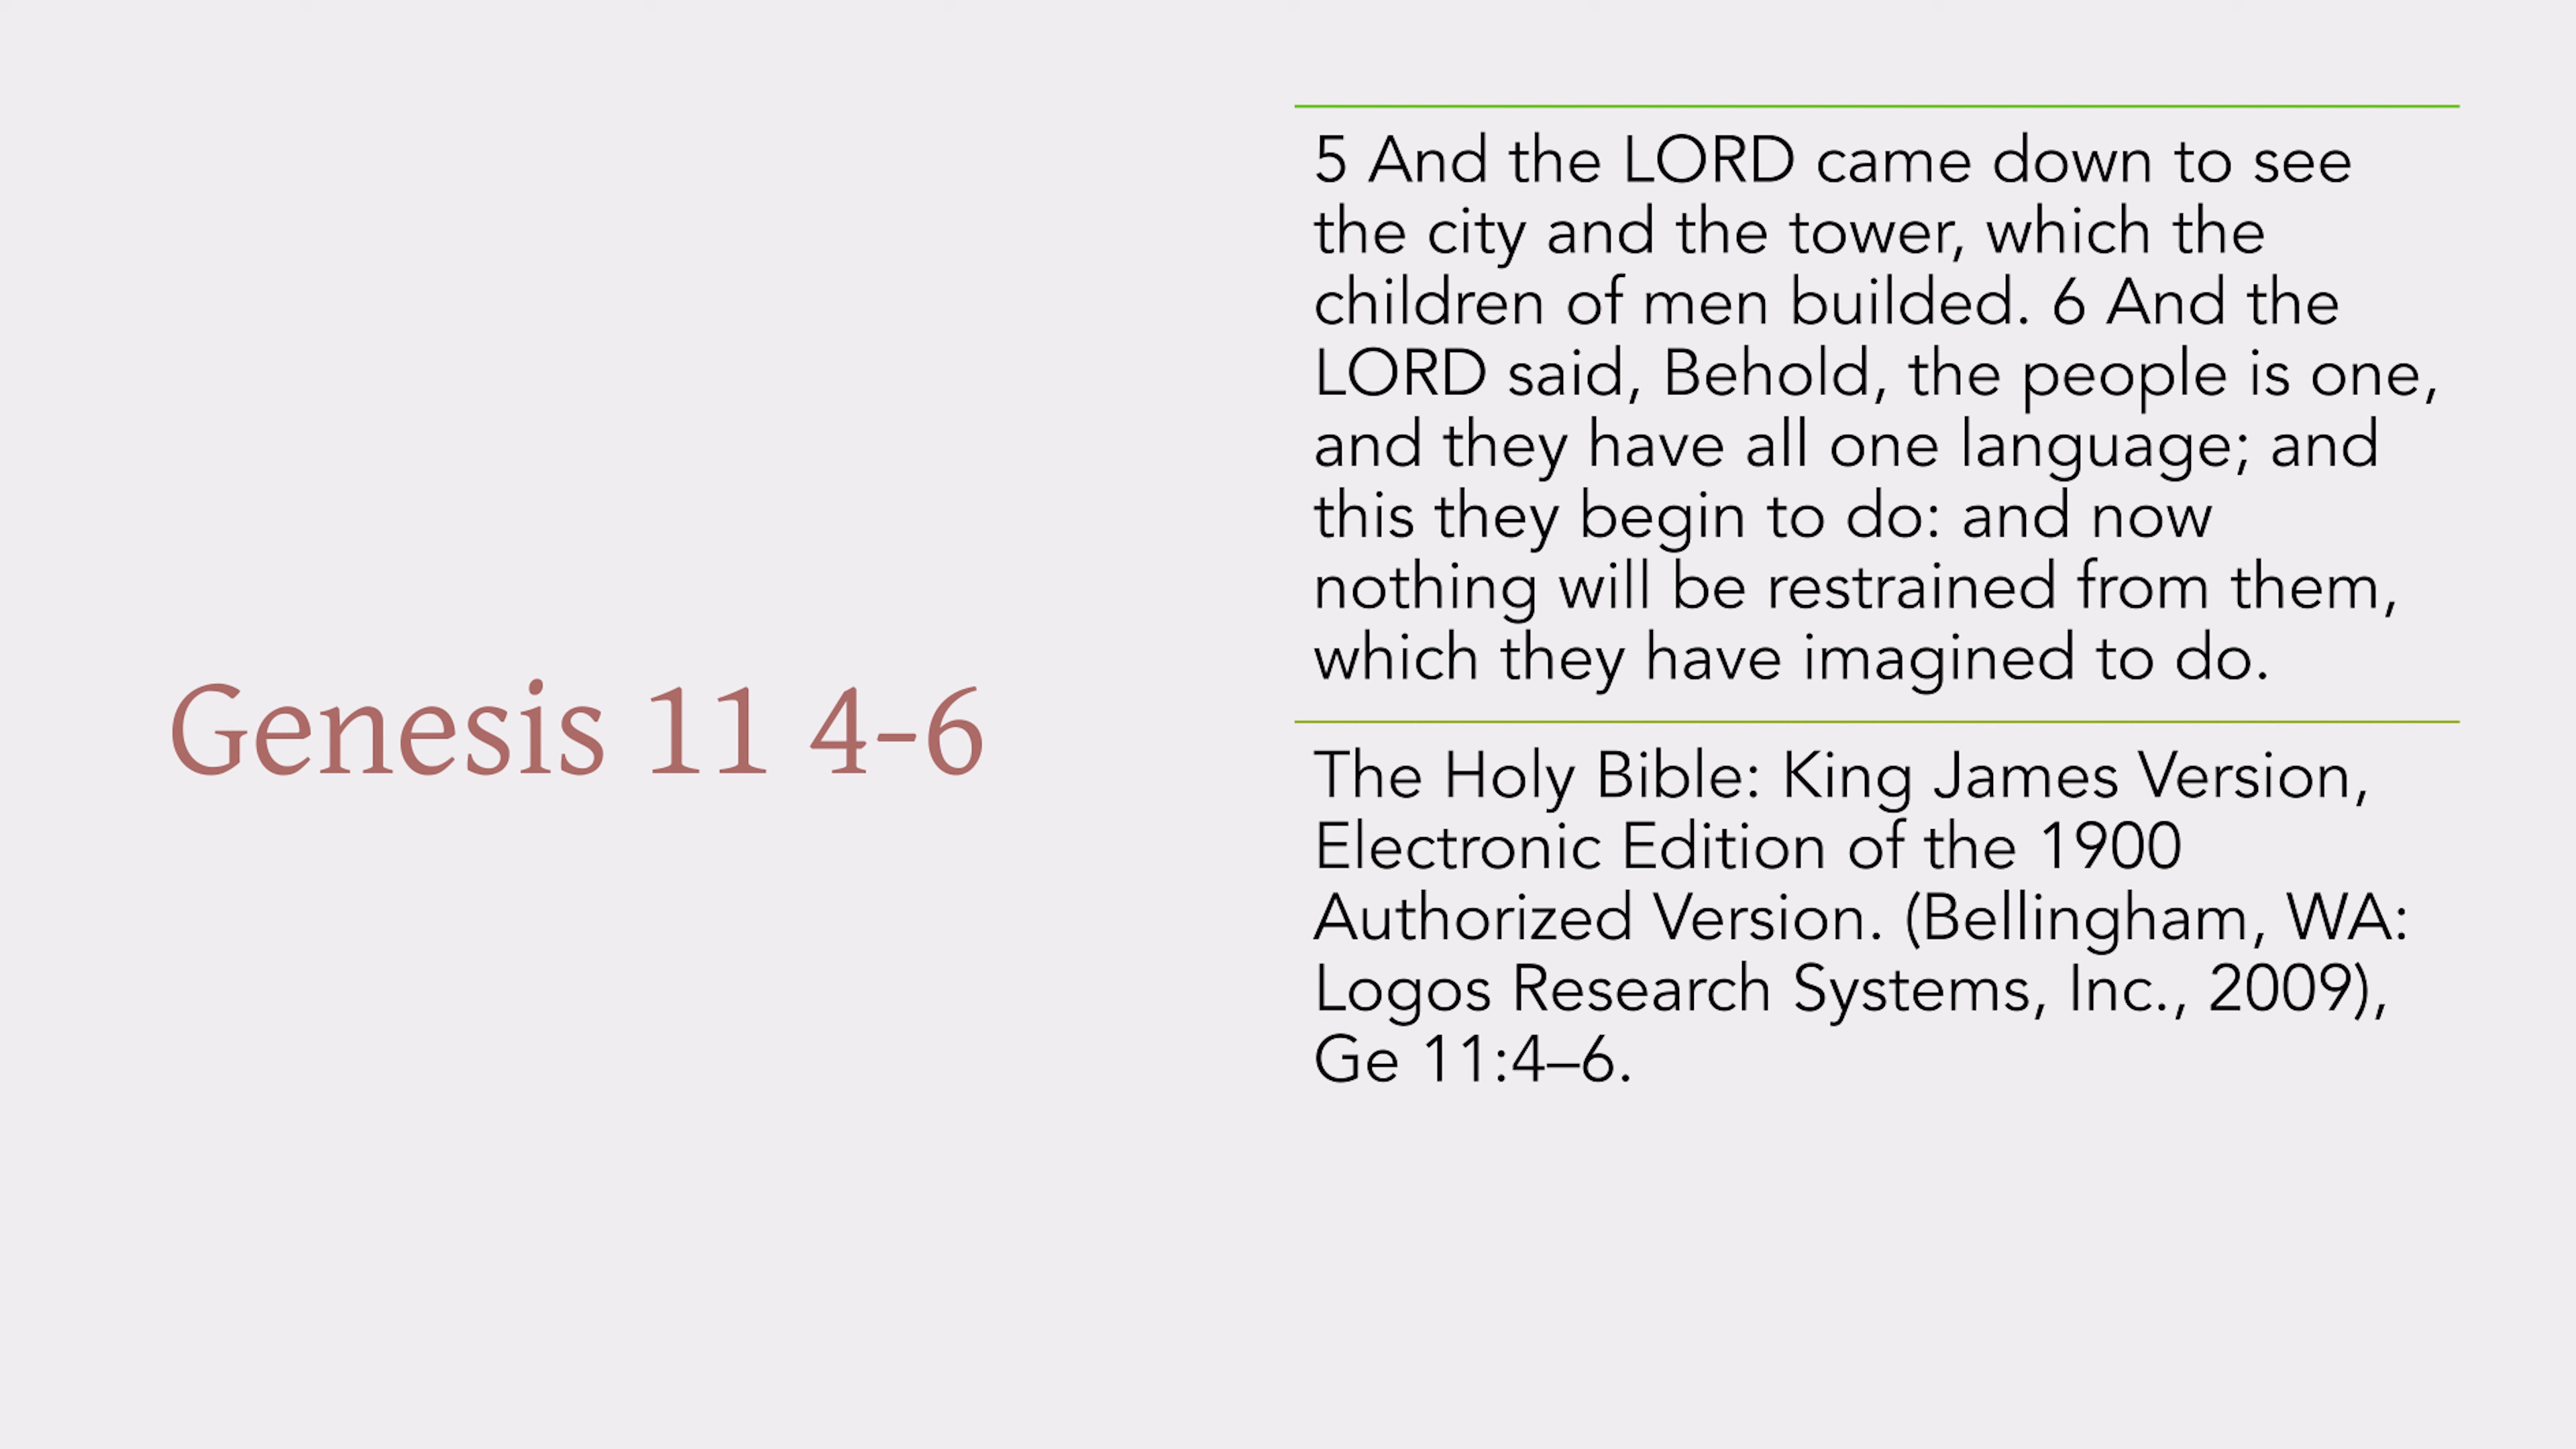 Genesis 11 4-6
5 And the LORD came down to see
the city and the tower, which the
children of men builded. 6 And the
LORD said, Behold, the people is one,
and they have all one language; and
this they begin to do: and now
nothing will be restrained from them,
which they have imagined to do.
The Holy Bible: King James Version,
Electronic Edition of the 1900
Authorized Version. (Bellingham, WA:
Logos Research Systems, Inc., 2009),
Ge 11:4–6.